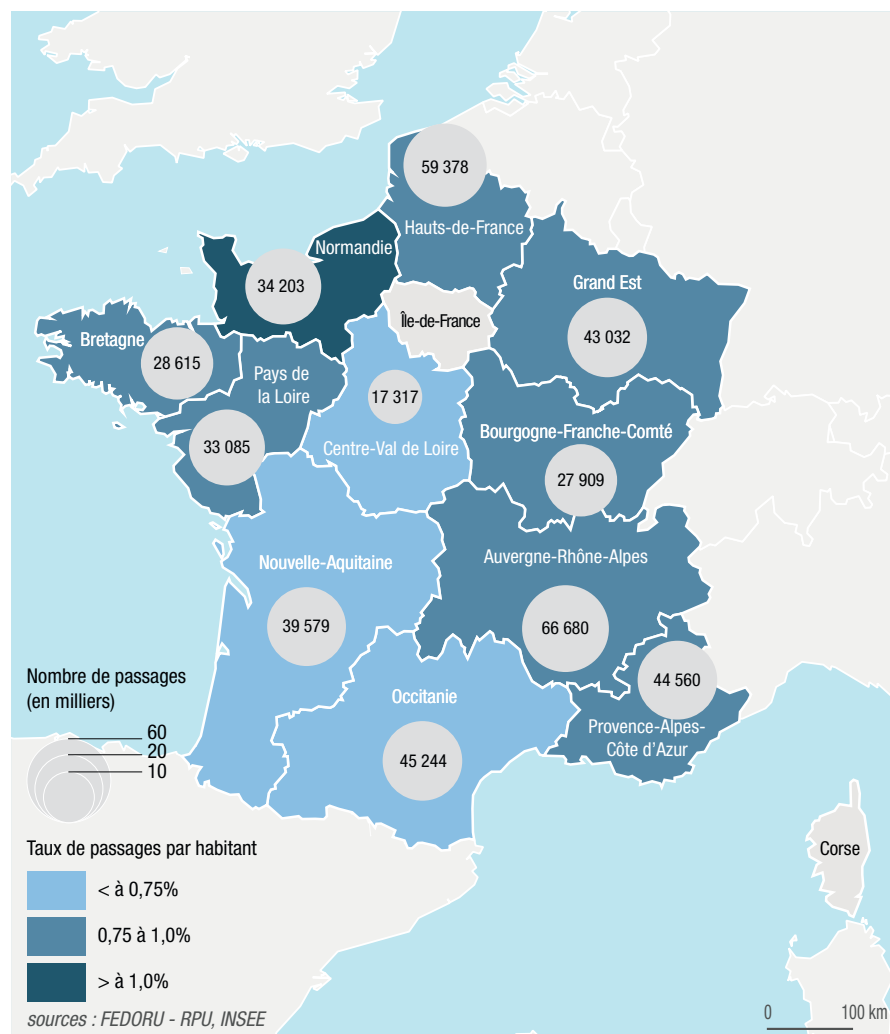 59 378
Hauts-de-France
Normandie
34 203
Grand Est
43 032
Île-de-France
Bretagne
28 615
Pays de
la Loire
33 085
17 317
Centre-Val de Loire
Bourgogne-Franche-Comté
27 909
Auvergne-Rhône-Alpes
66 680
Nouvelle-Aquitaine
39 579
Occitanie
45 244
44 560
Provence-Alpes-
Côte d'Azur
Corse
Nombre de passages
(en milliers)
60
20
10
Taux de passages par habitant
< à 0,75%
0,75 à 1,0%
> à 1,0%
sources : FEDORU - RPU, INSEE
0 100 km